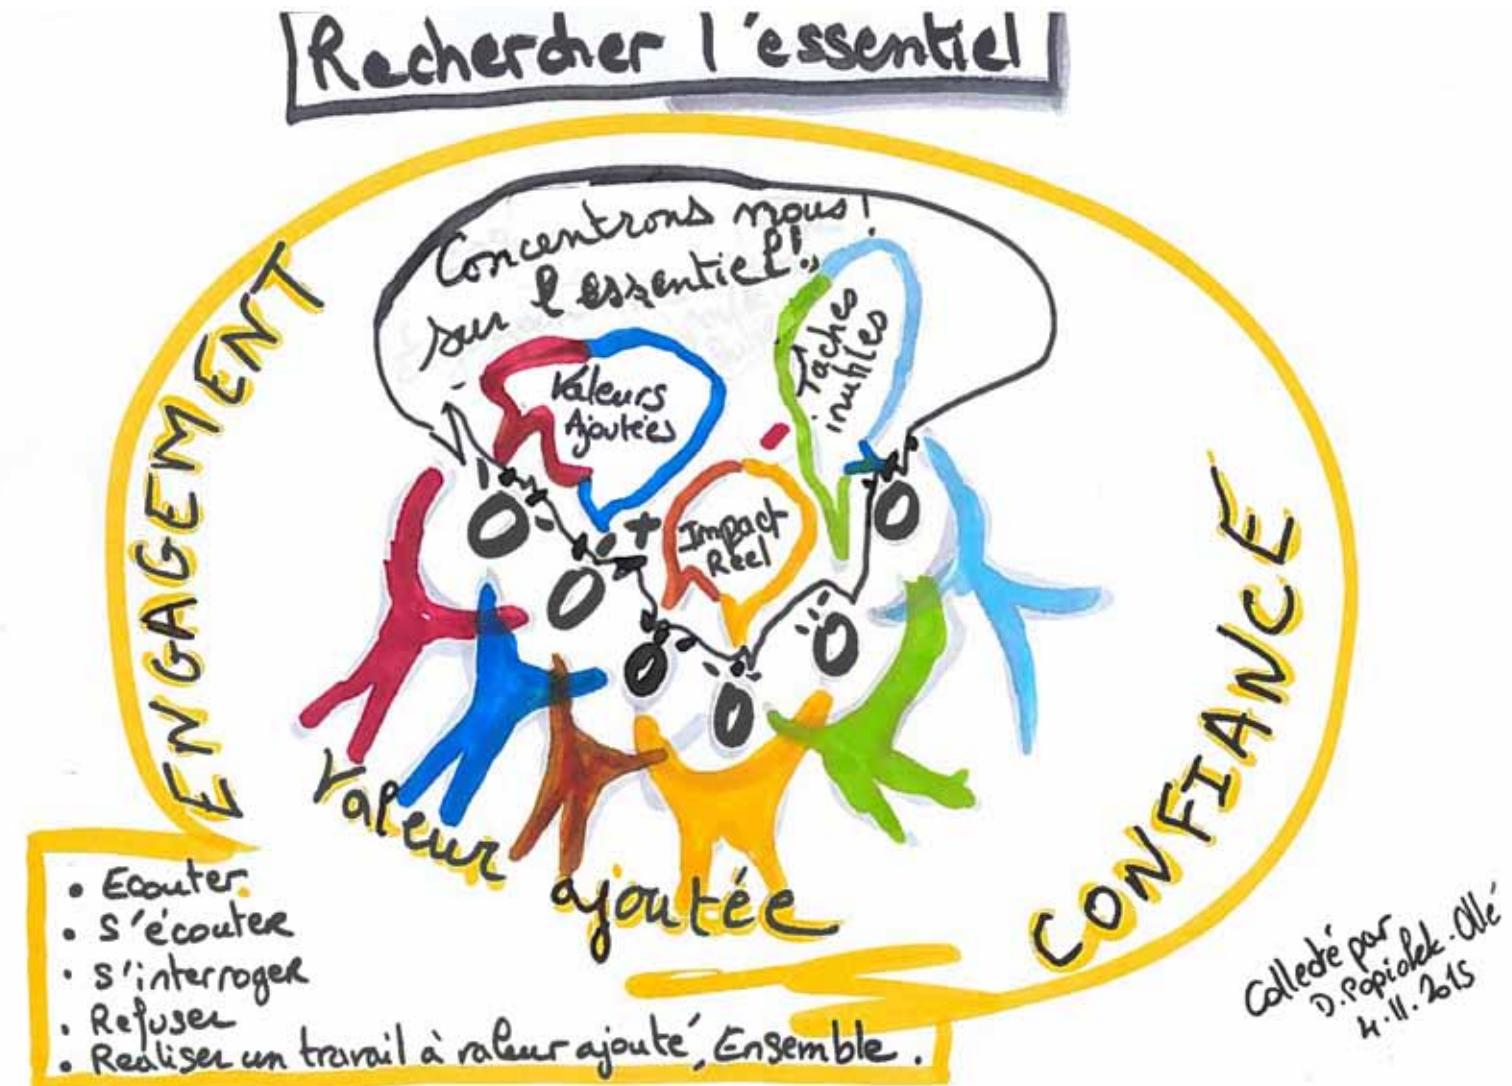 Rechercher l'essentiel
Concentrons nous!
sur l'essentiel!
Valeurs
Ajoutées
Tâches
inutiles
Impact
Réel
ENGAGEMENT
CONFIANCE
Valeur ajoutée
• Ecouter
• S'écouter
• S'interroger
• Refuser
• Réaliser un travail à valeur ajouté, Ensemble.
Collecté par
D. Popiolek-Ollé
4.11.2015